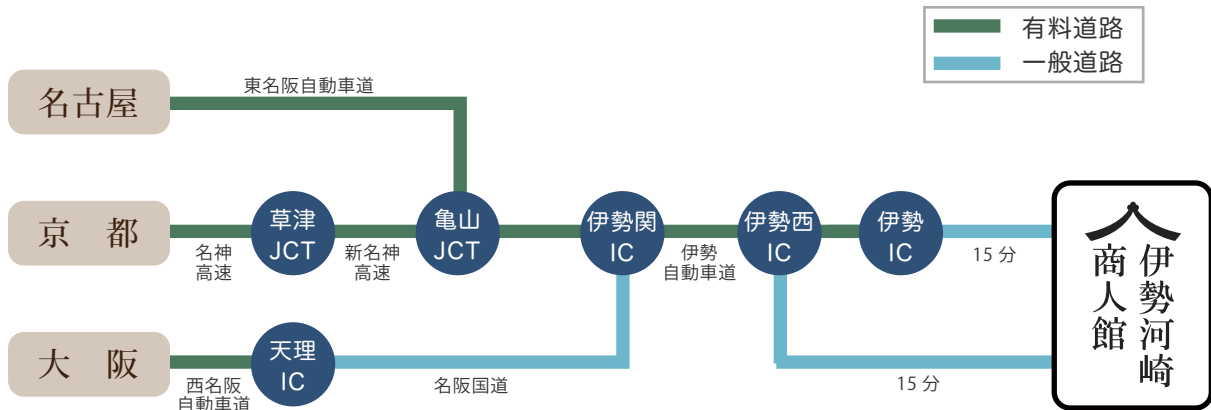 有料道路
一般道路
東名阪自動車道
名古屋
京 都
名神
高速
草津
JCT
新名神
高速
亀山
JCT
伊勢関
IC
伊勢
自動車道
伊勢西
IC
伊勢
IC
15 分
大 阪
西名阪
自動車道
天理
IC
名阪国道
15 分
伊勢河崎
商人館